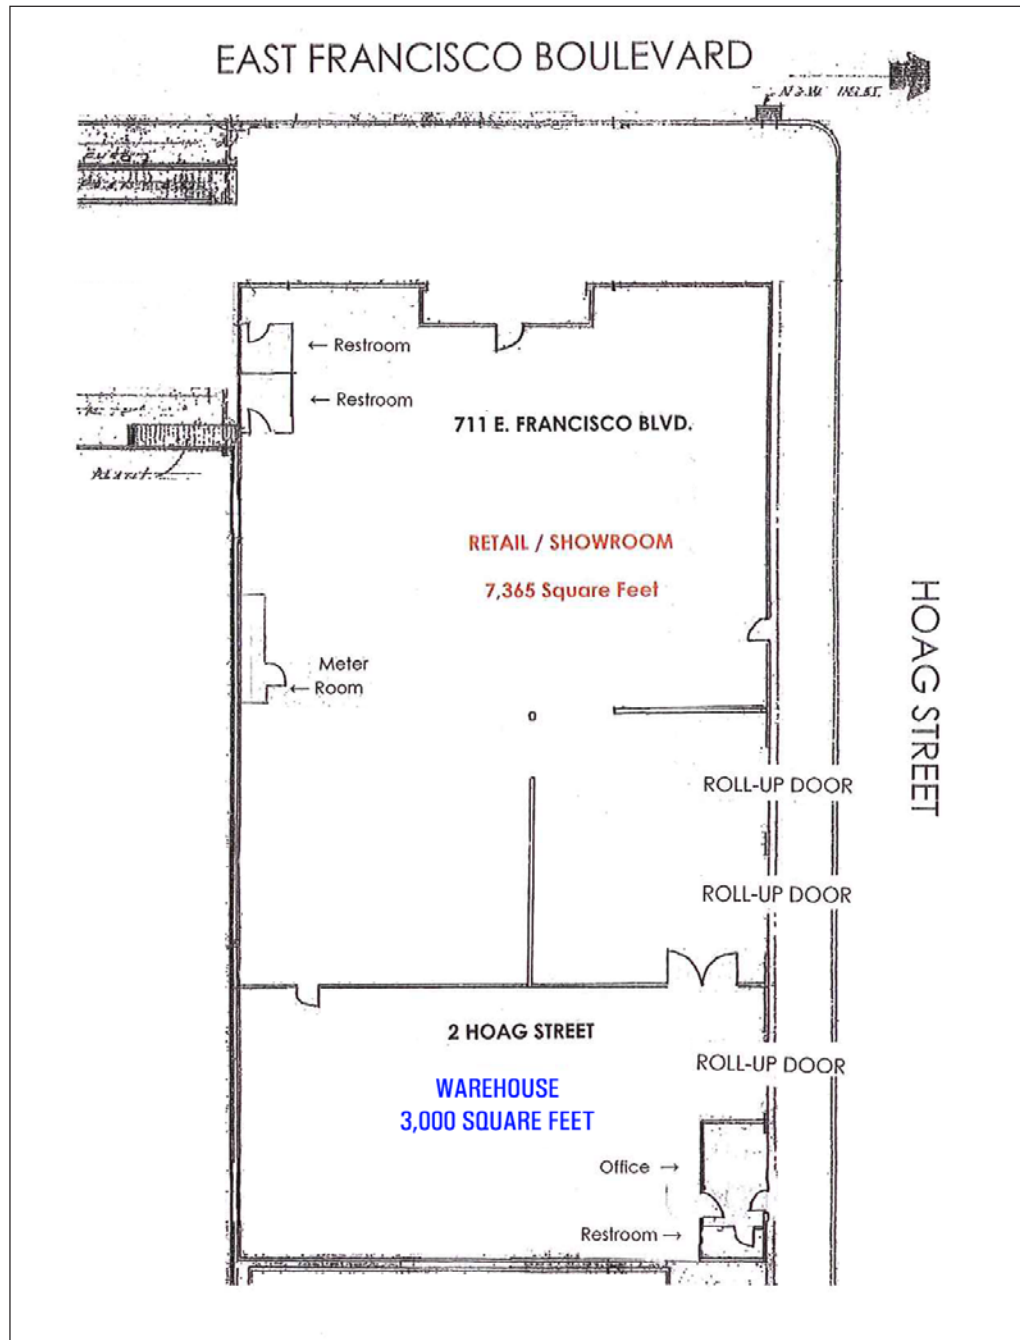 EAST FRANCISCO BOULEVARD
← Restroom
← Restroom
711 E. FRANCISCO BLVD.
RETAIL / SHOWROOM
7,365 Square Feet
HOAG STREET
Meter
← Room
ROLL-UP DOOR
ROLL-UP DOOR
2 HOAG STREET
ROLL-UP DOOR
WAREHOUSE
3,000 SQUARE FEET
Office →
Restroom →